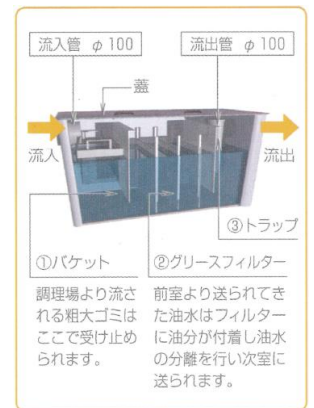 流入管 φ100
流出管 φ100
蓋
流入
流出
③トラップ
①バケット
調理場より流さ
れる粗大ゴミは
ここで受け止め
られます。
②グリースフィルター
前室より送られてき
た油水はフィルター
に油分が付着し油水
の分離を行い次室に
送られます。